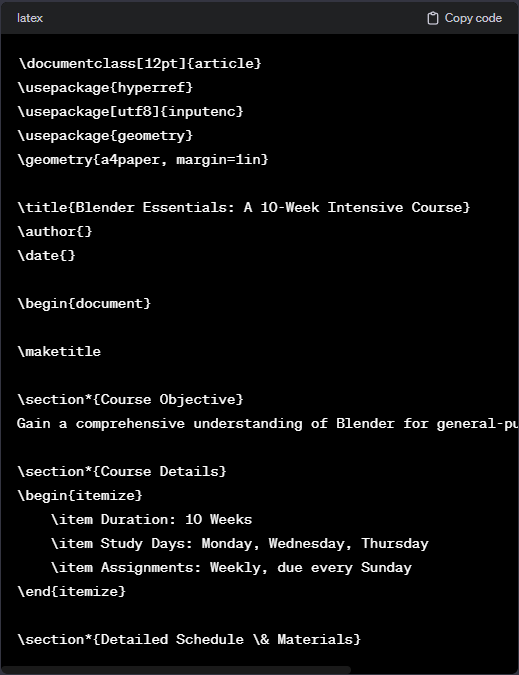 latex
Copy code
\documentclass[12pt]{article}
\usepackage{hyperref}
\usepackage[utf8]{inputenc}
\usepackage{geometry}
\geometry{a4paper, margin=1in}
\title{Blender Essentials: A 10-Week Intensive Course}
\author{}
\date{}
\begin{document}
\maketitle
\section*{Course Objective}
Gain a comprehensive understanding of Blender for
\section*{Course Details}
\begin{itemize}
\item Duration: 10 Weeks
\item Study Days: Monday, Wednesday, Thursday
\item Assignments: Weekly, due every Sunday
\end{itemize}
\section*{Detailed Schedule \& Materials}